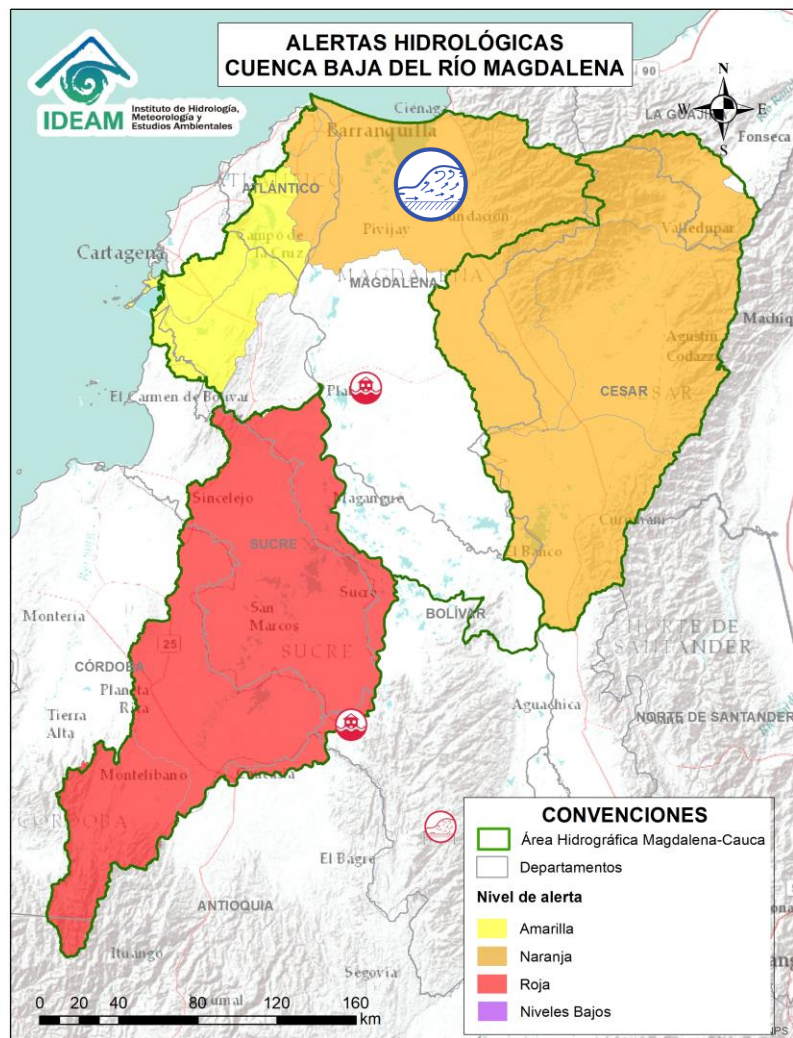 ALERTAS HIDROLÓGICAS
CUENCA BAJA DEL RÍO MAGDALENA
IDEAM
Instituto de Hidrología,
Meteorología y
Estudios Ambientales
90
N
W
E
S
LA GUAJIRA
Fonseca
Ciénaga
Barranquilla
ATLÁNTICO
Fundación
Pivijay
Valledupar
Campo de
la Cruz
Cartagena
MAGDALENA
MAGDALENA
Agustín
Codazzi
CESAR
El Carmen de Bolívar
Sincelejo
Magangue
SUCRE
El Banco
Sucre
San
Marcos
BOLÍVAR
Montería
SUCRE
25
CÓRDOBA
Planeta
Rica
NORTE DE
SANTANDER
Aguachica
NORTE DE SANTANDER
Tierra
Alta
Montelibano
CÓRDOBA
El Bagre
ANTIOQUIA
Ituango
Segovia
CONVENCIONES
Área Hidrográfica Magdalena-Cauca
Departamentos
Nivel de alerta
Amarilla
Naranja
Roja
Niveles Bajos
0 20 40 80 120 160
km